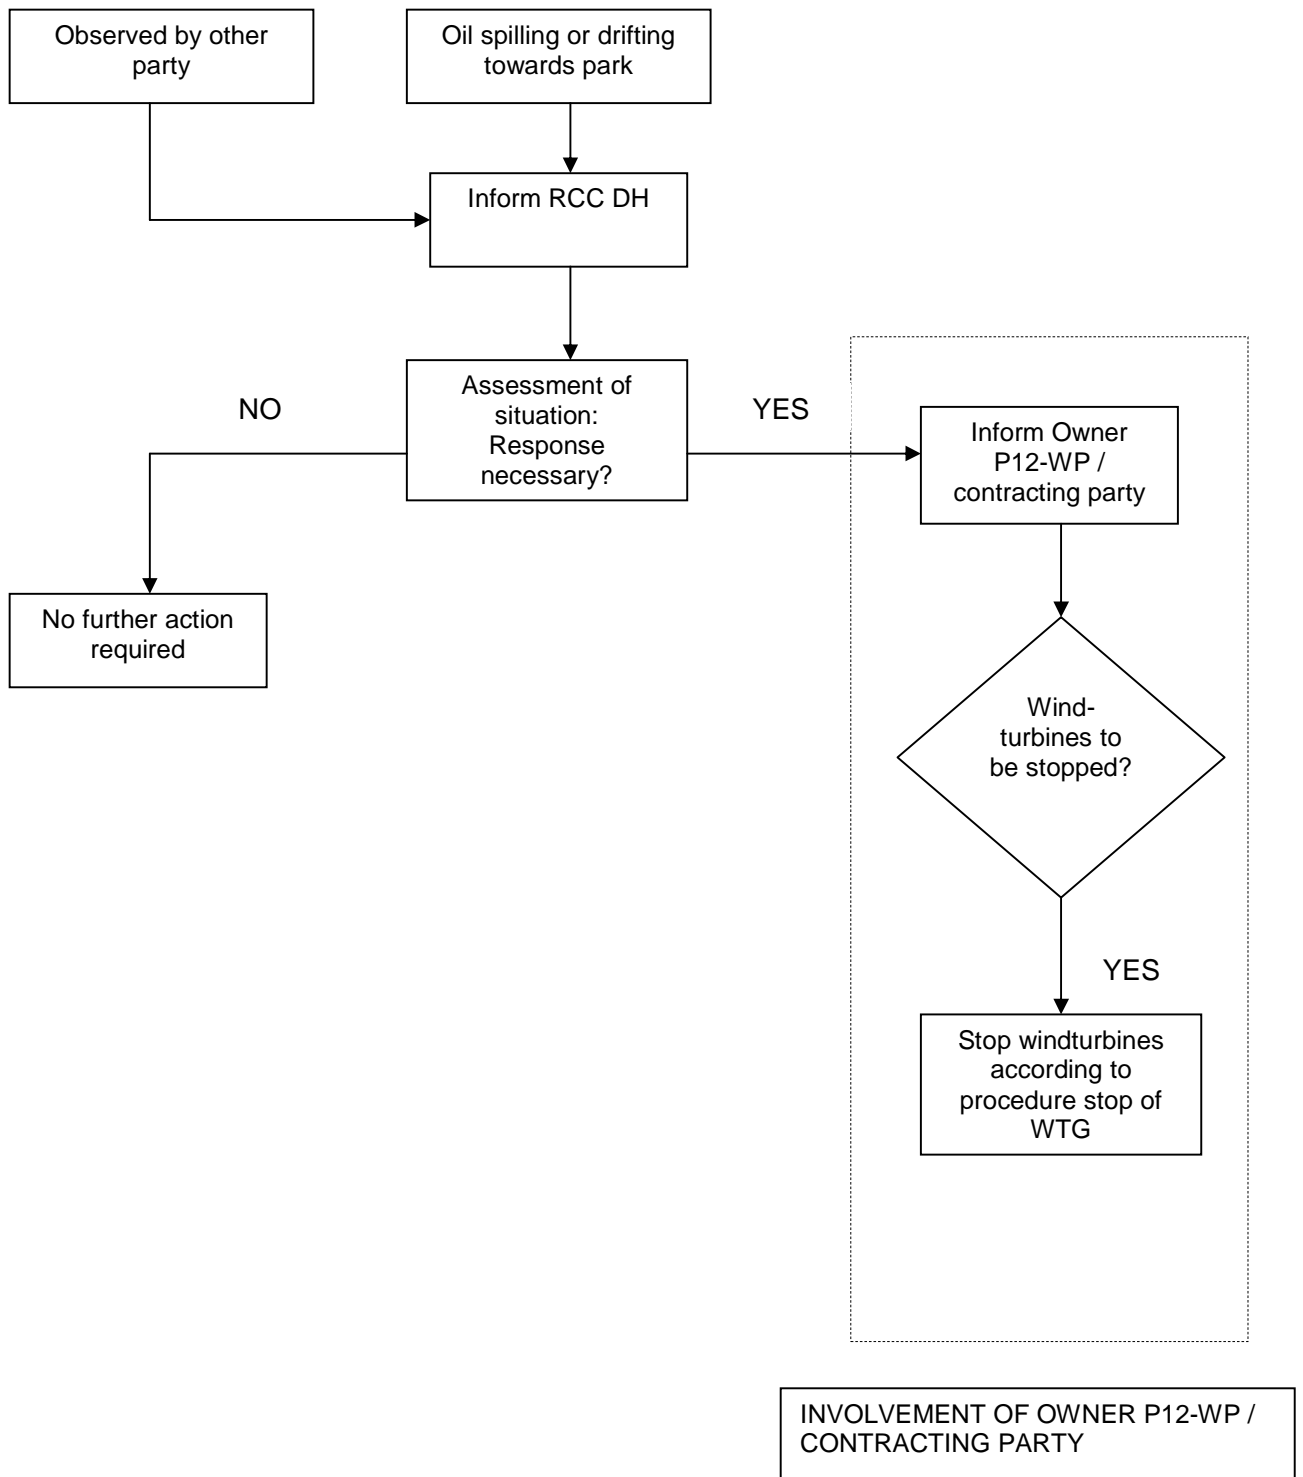 Observed by other
party
Oil spilling or drifting
towards park
Inform RCC DH
Assessment of
situation:
Response
necessary?
NO
YES
Inform Owner
P12-WP /
contracting party
No further action
required
Wind-
turbines to
be stopped?
YES
Stop windturbines
according to
procedure stop of
WTG
INVOLVEMENT OF OWNER P12-WP /
CONTRACTING PARTY